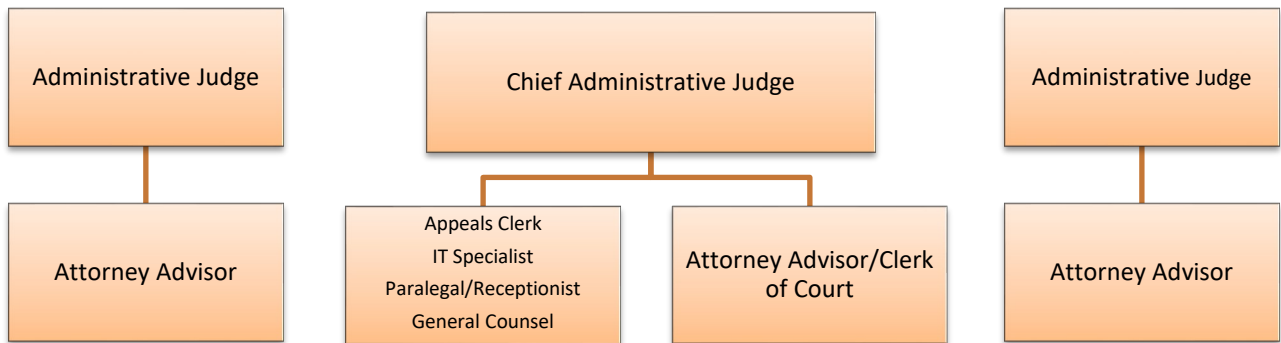 Administrative Judge
Chief Administrative Judge
Administrative Judge
Attorney Advisor
Appeals Clerk
IT Specialist
Paralegal/Receptionist
General Counsel
Attorney Advisor/Clerk
of Court
Attorney Advisor